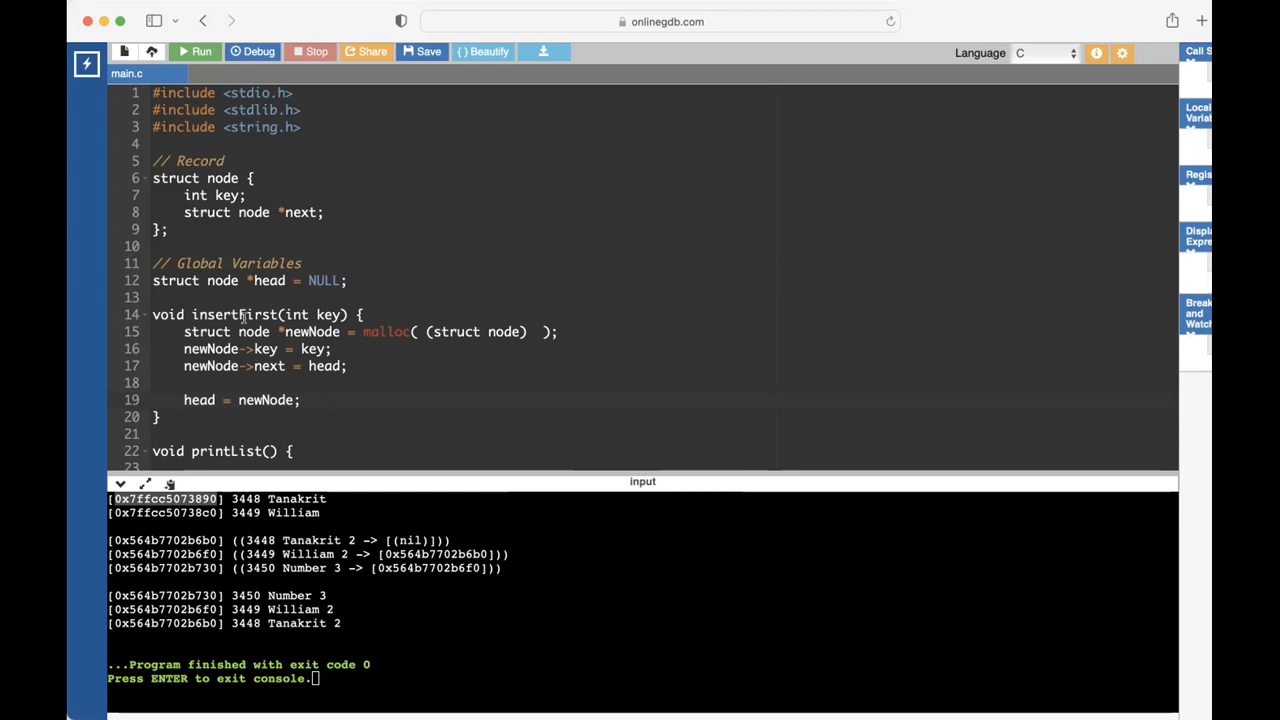 onlinegdb.com
Run Debug Stop Share Save { } Beautify Language C
Call S
main.c
1 #include <stdio.h>
2 #include <stdlib.h>
3 #include <string.h>
4
5 // Record
6 struct node {
7 int key;
8 struct node *next;
9 };
10
11 // Global Variables
12 struct node *head = NULL;
13
14 void insertFirst(int key) {
15 struct node *newNode = malloc( (struct node)  );
16 newNode->key = key;
17 newNode->next = head;
18
19 head = newNode;
20 }
21
22 void printList() {
23
Local
Variab
Regis
Displa
Expre
Break
and
Watch
input
[0x7ffcc5073890] 3448 Tanakrit
[0x7ffcc50738c0] 3449 William
[0x564b7702b6b0] ((3448 Tanakrit 2 -> [(nil)]))
[0x564b7702b6f0] ((3449 William 2 -> [0x564b7702b6b0]))
[0x564b7702b730] ((3450 Number 3 -> [0x564b7702b6f0]))
[0x564b7702b730] 3450 Number 3
[0x564b7702b6f0] 3449 William 2
[0x564b7702b6b0] 3448 Tanakrit 2
...Program finished with exit code 0
Press ENTER to exit console.